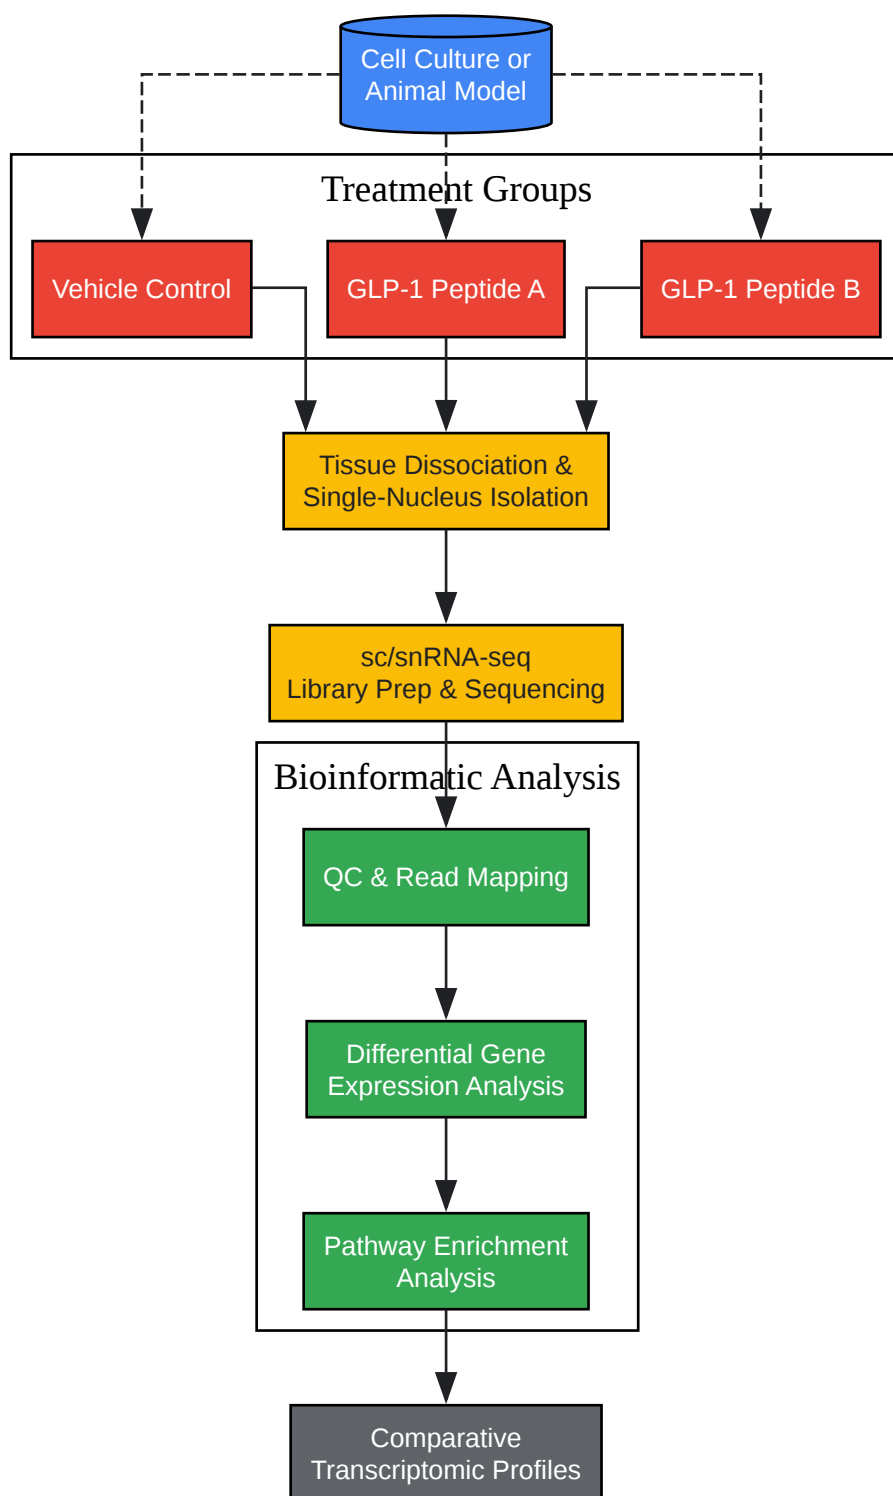 Cell Culture or
Animal Model
Treatment Groups
Vehicle Control
GLP-1 Peptide A
GLP-1 Peptide B
Tissue Dissociation &
Single-Nucleus Isolation
sc/snRNA-seq
Library Prep & Sequencing
Bioinformatic Analysis
QC & Read Mapping
Differential Gene
Expression Analysis
Pathway Enrichment
Analysis
Comparative
Transcriptomic Profiles